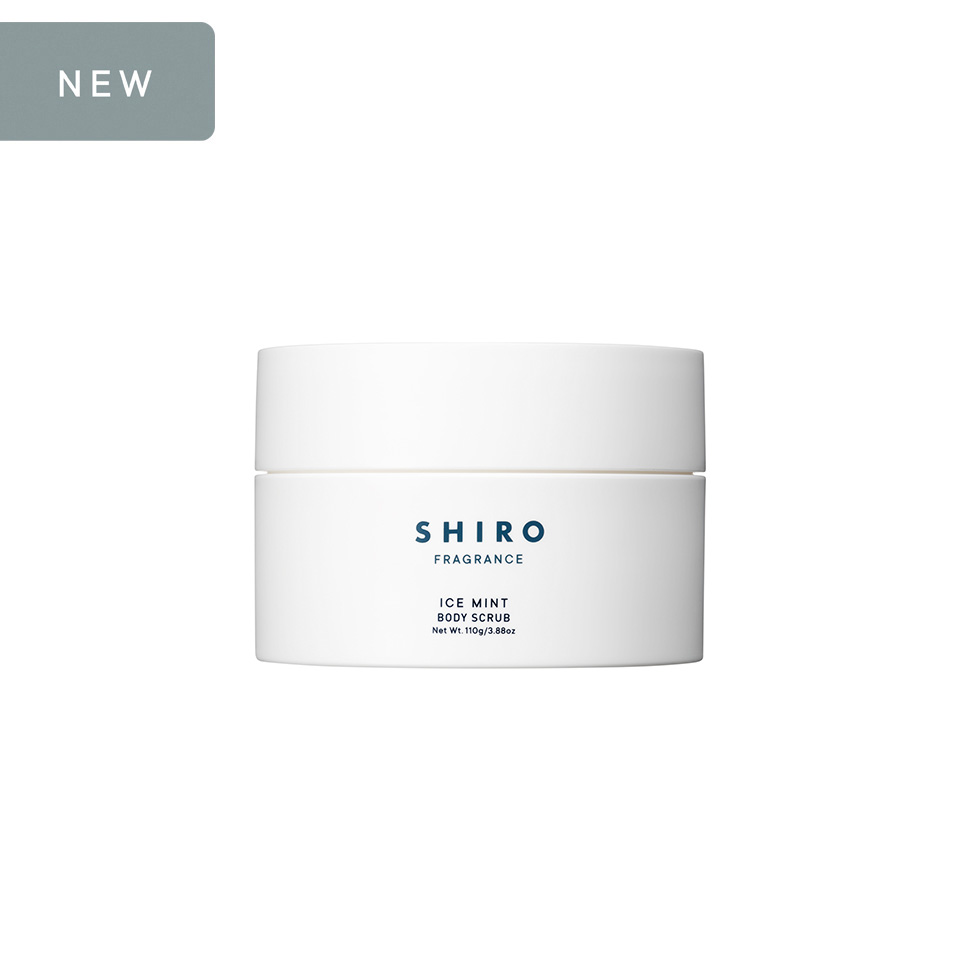 NEW
SHIRO
FRAGRANCE
ICE MINT
BODY SCRUB
Net Wt. 110g/3.88oz